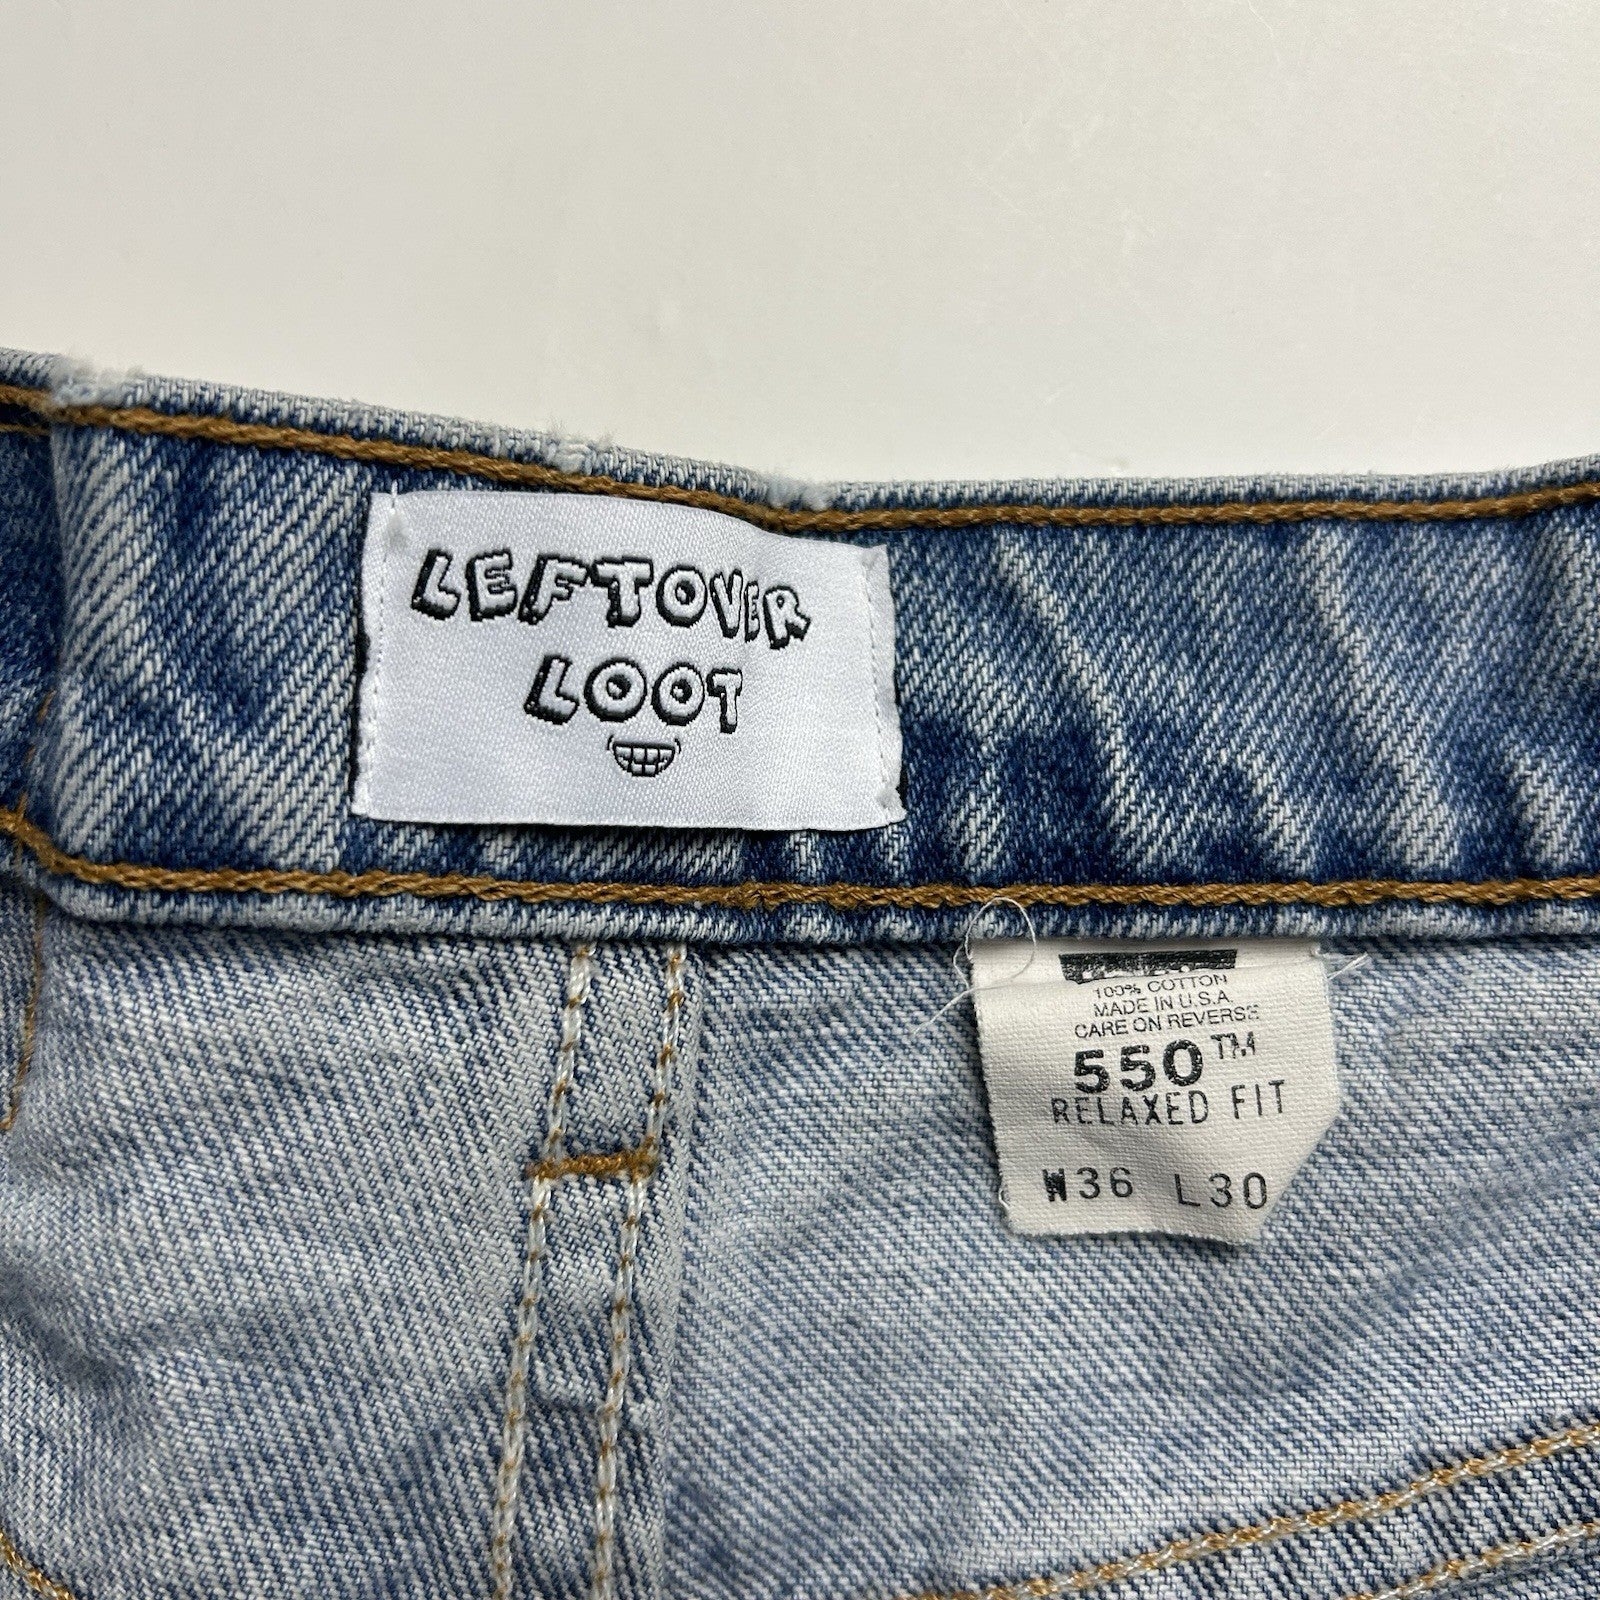 LEFTOVER
LOOT
100% COTTON
MADE IN U.S.A.
CARE ON REVERSE
550™
RELAXED FIT
W36 L30